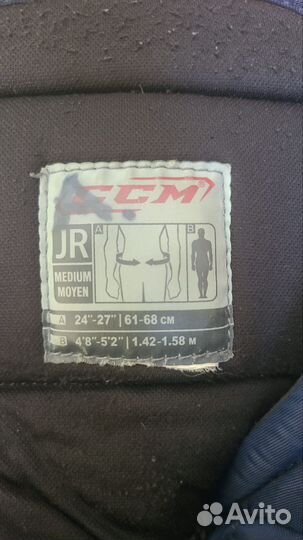 CCM®
JR
MEDIUM
MOYEN
A
B
A 24"-27" | 61-68 CM
B 4'8"-5'2" | 1.42-1.58 M
Avito